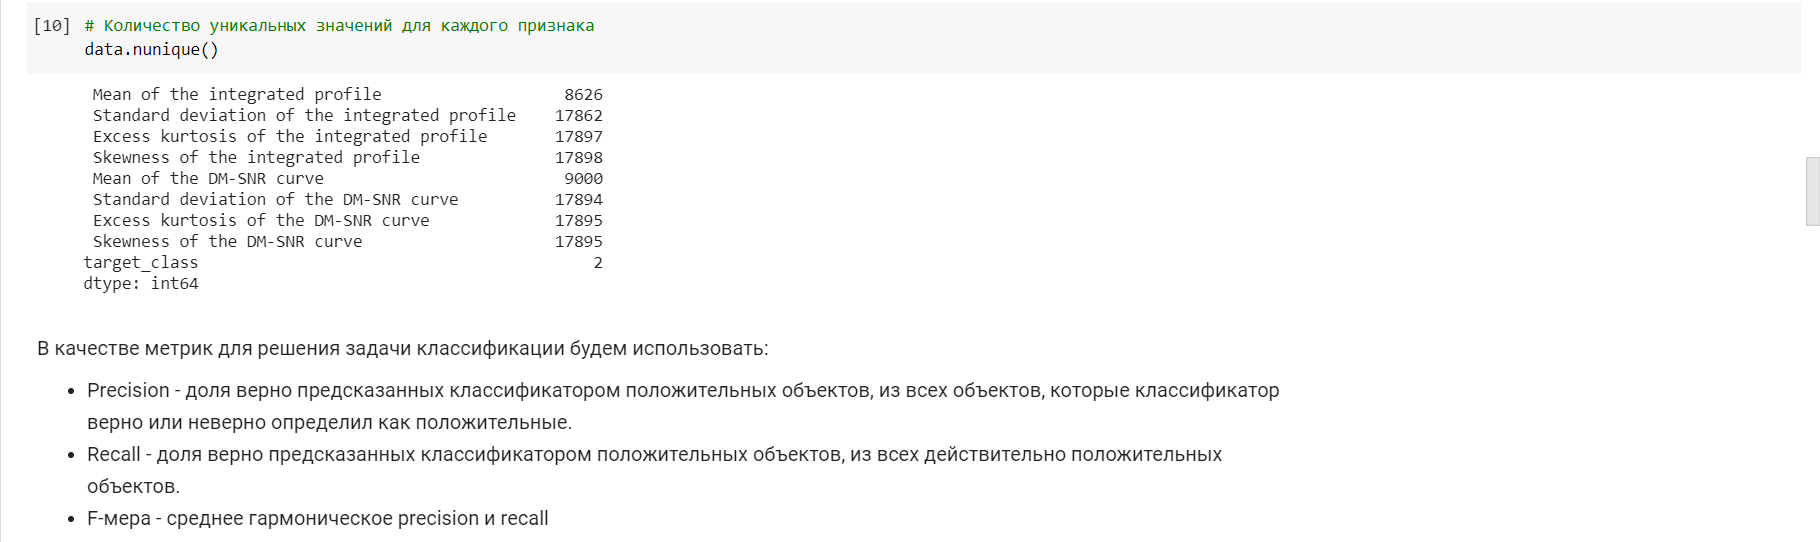 [10] # Количество уникальных значений для каждого признака
data.nunique()
Mean of the integrated profile 8626
Standard deviation of the integrated profile 17862
Excess kurtosis of the integrated profile 17897
Skewness of the integrated profile 17898
Mean of the DM-SNR curve 9000
Standard deviation of the DM-SNR curve 17894
Excess kurtosis of the DM-SNR curve 17895
Skewness of the DM-SNR curve 17895
target_class 2
dtype: int64
В качестве метрик для решения задачи классификации будем использовать:
• Precision - доля верно предсказанных классификатором положительных объектов, из всех объектов, которые классификатор
верно или неверно определил как положительные.
• Recall - доля верно предсказанных классификатором положительных объектов, из всех действительно положительных
объектов.
• F-мера - среднее гармоническое precision и recall